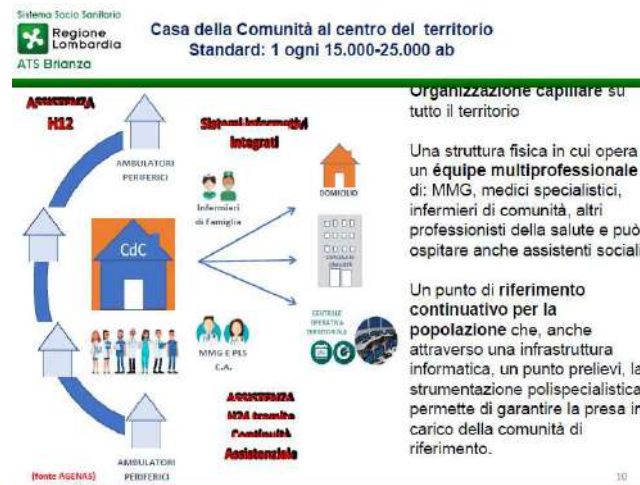 Sistema Socio Sanitario
Regione
Lombardia
ATS Brianza
Casa della Comunità al centro del territorio
Standard: 1 ogni 15.000-25.000 ab
ASSISTENZA
H12
AMBULATORI
PERIFERICI
Sistemi Informativi
Integrati
Infermieri
di Famiglia
CdC
DOMICILIO
CENTRALE
OPERATIVA
TERRITORIALE
MMG E PLS
C.A.
ASSISTENZA
H24 tramite
Continuità
Assistenziale
AMBULATORI
PERIFERICI
(fonte AGENAS)
Organizzazione capillare su
tutto il territorio
Una struttura fisica in cui opera
un équipe multiprofessionale
di: MMG, medici specialistici,
infermieri di comunità, altri
professionisti della salute e può
ospitare anche assistenti sociali
Un punto di riferimento
continuativo per la
popolazione che, anche
attraverso una infrastruttura
informatica, un punto prelievi, la
strumentazione polispecialistica
permette di garantire la presa in
carico della comunità di
riferimento.
10